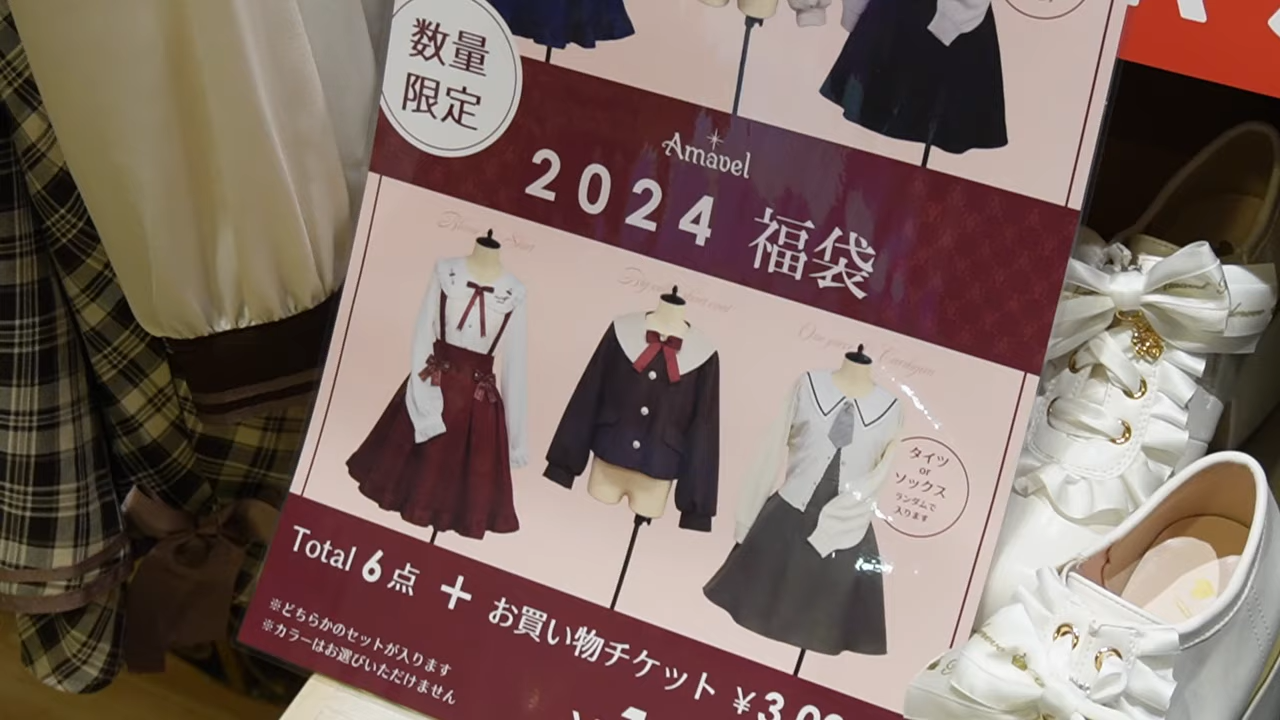 数量
限定
Amavel
2024 福袋
タイツ
or
ソックス
ランダムで
入ります
Total 6点 + お買い物チケット ¥3,00
※どちらかのセットが入ります
※カラーはお選びいただけません